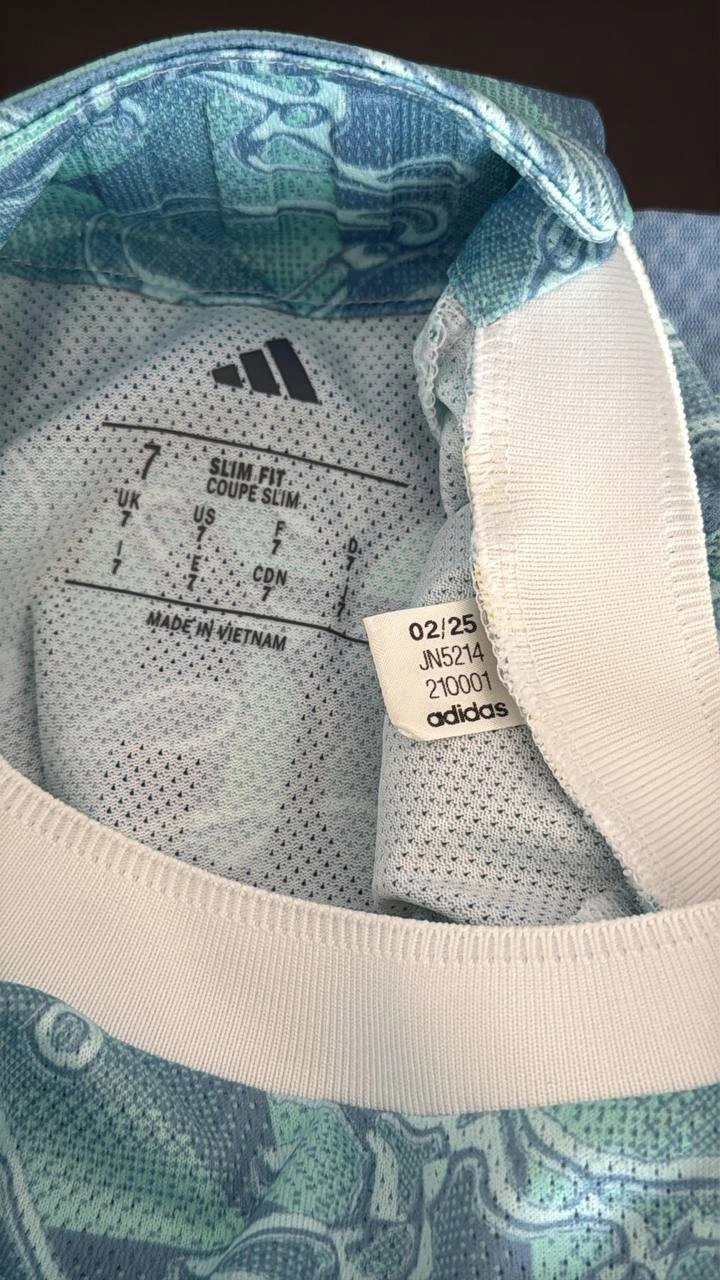 7 SLIM FIT
COUPE SLIM
UK US F D
7 7 7 7
I E CDN J
7 7 7 7
MADE IN VIETNAM
02/25
JN5214
210001
adidas